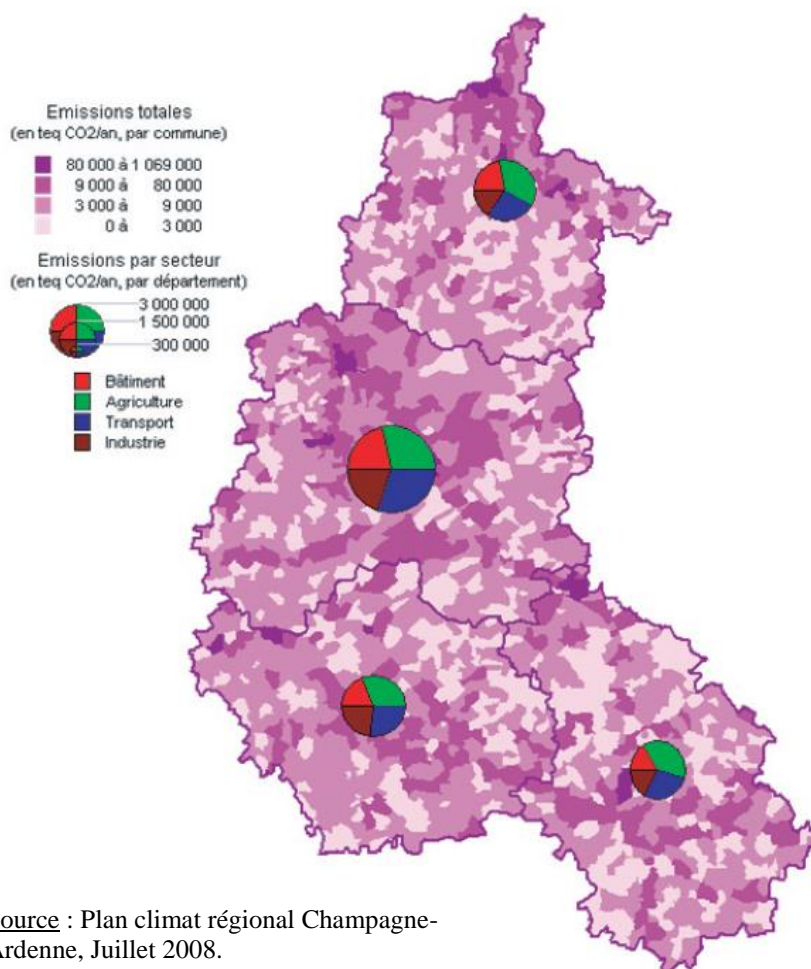 Emissions totales
(en teq CO2/an, par commune)
80 000 à 1 069 000
9 000 à 80 000
3 000 à 9 000
0 à 3 000
Emissions par secteur
(en teq CO2/an, par département)
3 000 000
1 500 000
300 000
Bâtiment
Agriculture
Transport
Industrie
ource : Plan climat régional Champagne-
Ardenne, Juillet 2008.